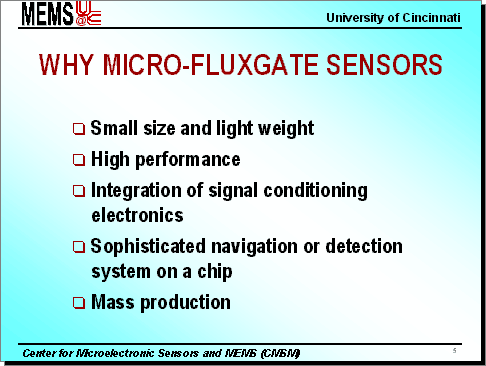 MEMS@UC
University of Cincinnati
WHY MICRO-FLUXGATE SENSORS
Small size and light weight
High performance
Integration of signal conditioning
electronics
Sophisticated navigation or detection
system on a chip
Mass production
Center for Microelectronic Sensors and MEMS (CMSM)
5